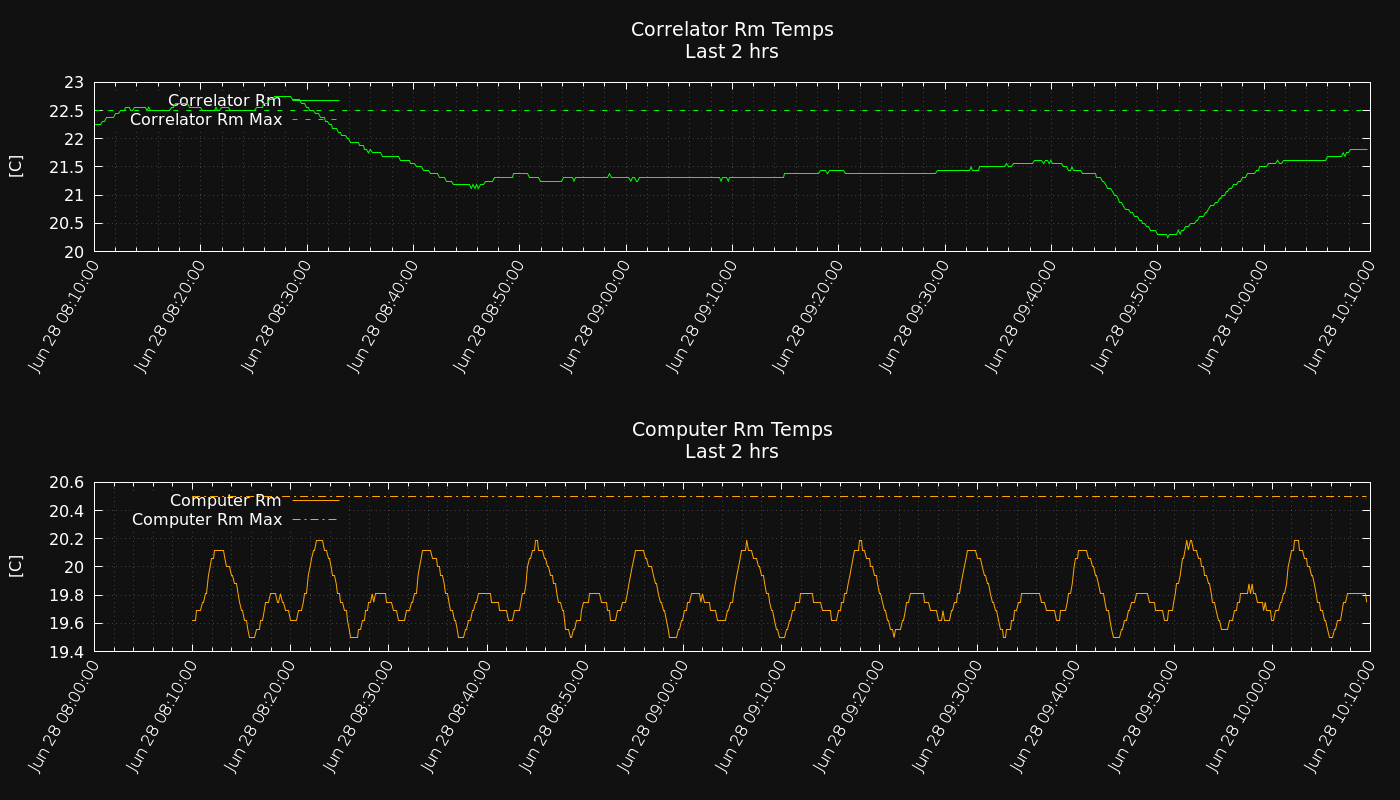 Correlator Rm Temps
Last 2 hrs
23
22.5
22
21.5
21
20.5
20
[C]
Correlator Rm
Correlator Rm Max
Jun 28 08:10:00
Jun 28 08:20:00
Jun 28 08:30:00
Jun 28 08:40:00
Jun 28 08:50:00
Jun 28 09:00:00
Jun 28 09:10:00
Jun 28 09:20:00
Jun 28 09:30:00
Jun 28 09:40:00
Jun 28 09:50:00
Jun 28 10:00:00
Jun 28 10:10:00
Computer Rm Temps
Last 2 hrs
20.6
20.4
20.2
20
19.8
19.6
19.4
[C]
Computer Rm
Computer Rm Max
Jun 28 08:00:00
Jun 28 08:10:00
Jun 28 08:20:00
Jun 28 08:30:00
Jun 28 08:40:00
Jun 28 08:50:00
Jun 28 09:00:00
Jun 28 09:10:00
Jun 28 09:20:00
Jun 28 09:30:00
Jun 28 09:40:00
Jun 28 09:50:00
Jun 28 10:00:00
Jun 28 10:10:00